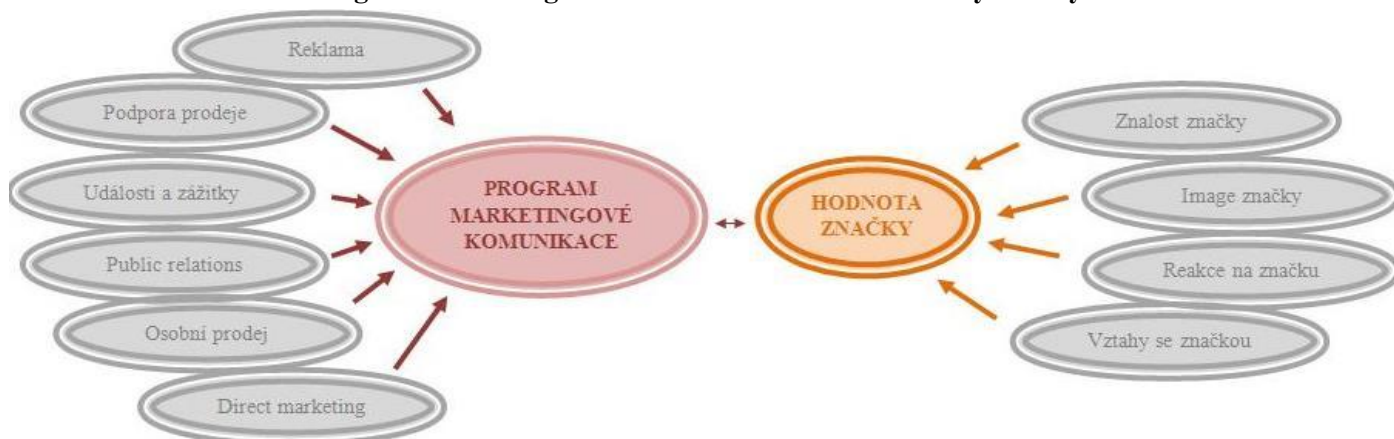 Reklama
Podpora prodeje
Události a zážitky
Public relations
Osobní prodej
Direct marketing
PROGRAM
MARKETINGOVÉ
KOMUNIKACE
HODNOTA
ZNAČKY
Znalost značky
Image značky
Reakce na značku
Vztahy se značkou